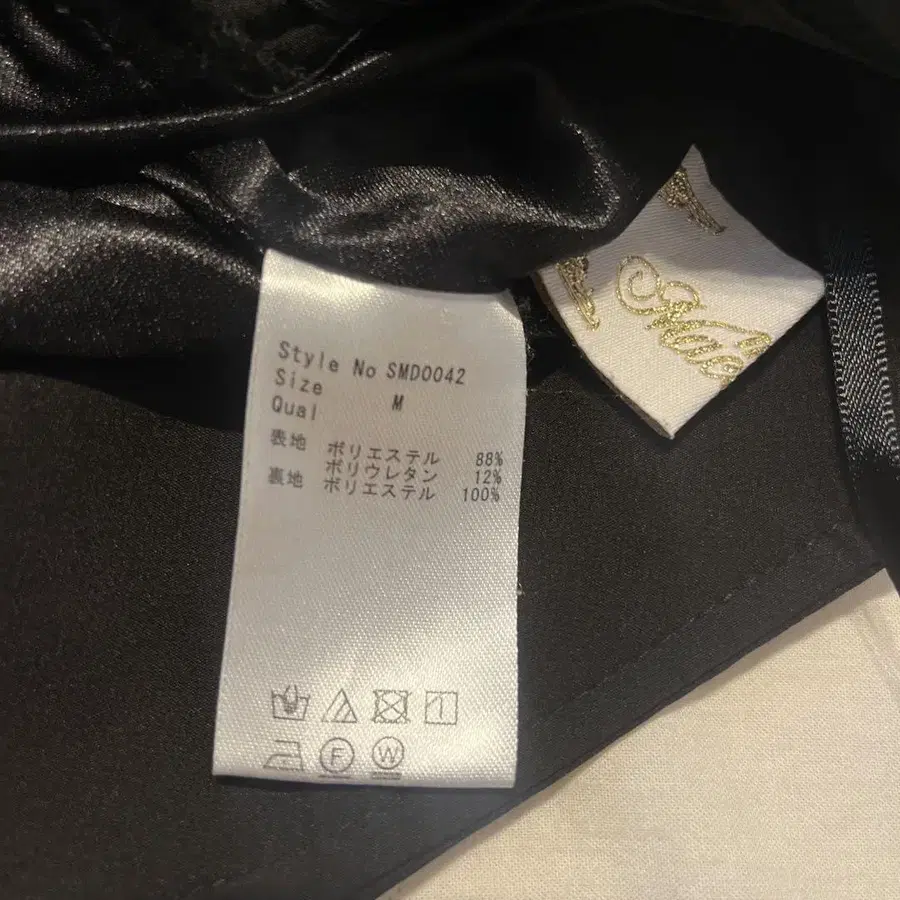 Style No SMD0042
Size M
Qual
表地 ポリエステル 88%
ポリウレタン 12%
裏地 ポリエステル 100%
F W